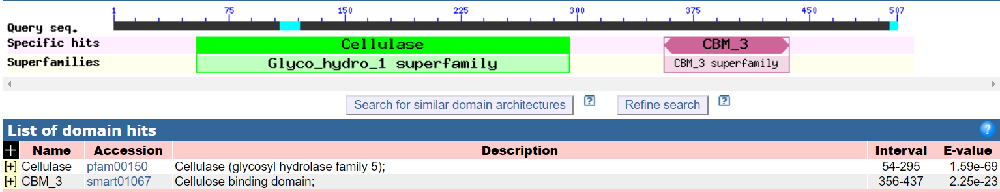 1 75 150 225 300 375 450 507
Query seq.
Specific hits Cellulase CBM_3
Superfamilies Glyco_hydro_1 superfamily CBM_3 superfamily
Search for similar domain architectures ? Refine search ?
List of domain hits ?
+ Name Accession Description Interval E-value
[+] Cellulase pfam00150 Cellulase (glycosyl hydrolase family 5); 54-295 1.59e-69
[+] CBM_3 smart01067 Cellulose binding domain; 356-437 2.25e-23